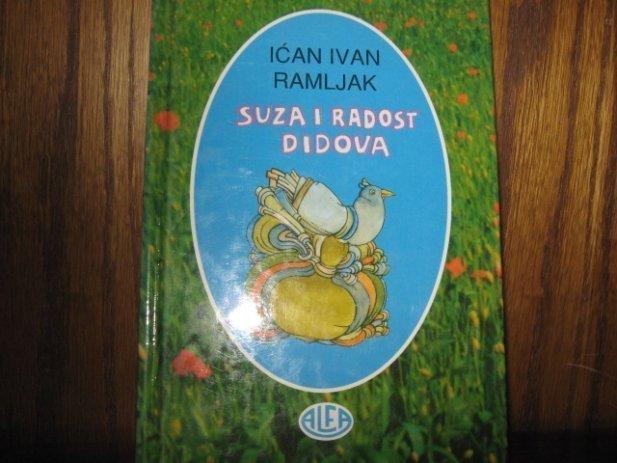 IĆAN IVAN
RAMLJAK
SUZA I RADOST
DIDOVA
ALFA